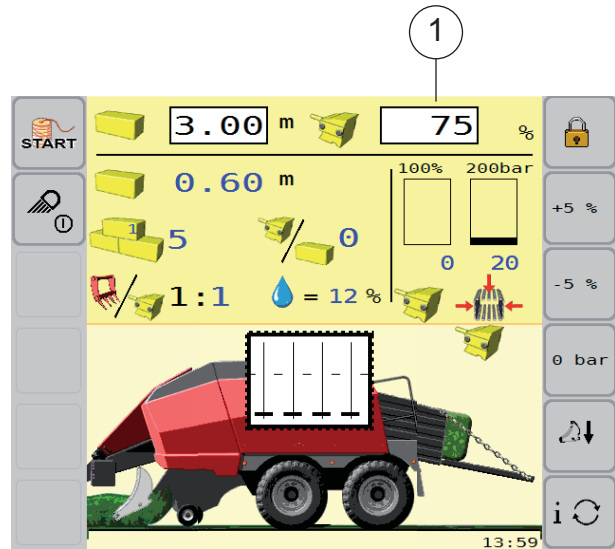 1
START
3.00 m 75 %
0.60 m
100% 200bar
1 5
0
0 20
1:1 = 12 %
+5 %
-5 %
0 bar
i
13:59